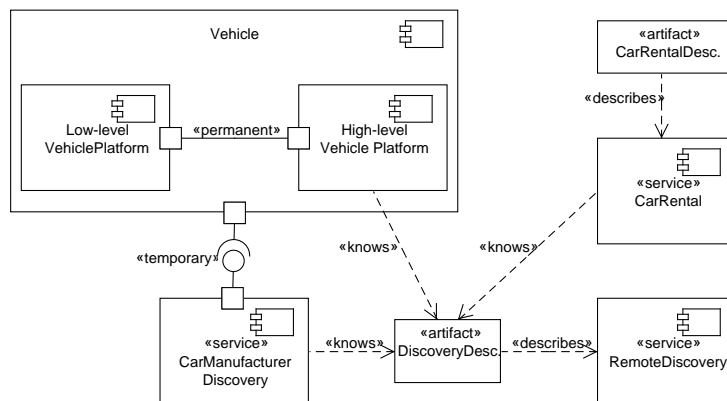 Vehicle
Low-level
VehiclePlatform
«permanent»
High-level
Vehicle Platform
«artifact»
CarRentalDesc.
«describes»
«service»
CarRental
«temporary»
«knows»
«knows»
«service»
CarManufacturer
Discovery
«knows»
«artifact»
DiscoveryDesc.
«describes»
«service»
RemoteDiscovery